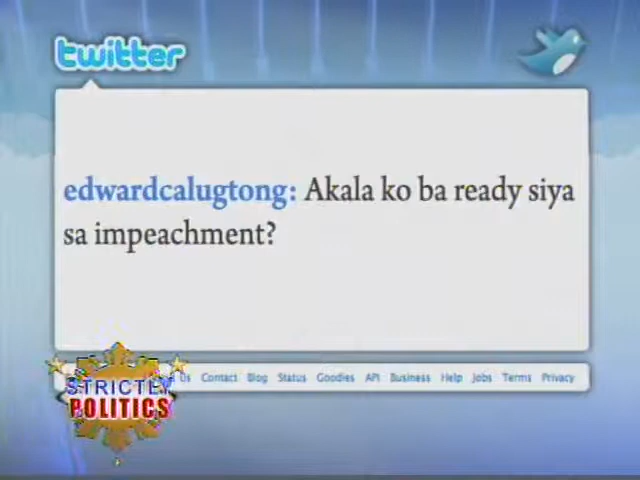 twitter
edwardcalugtong: Akala ko ba ready siya
sa impeachment?
Us Contact Blog Status Goodies API Business Help Jobs Terms Privacy
STRICTLY
POLITICS